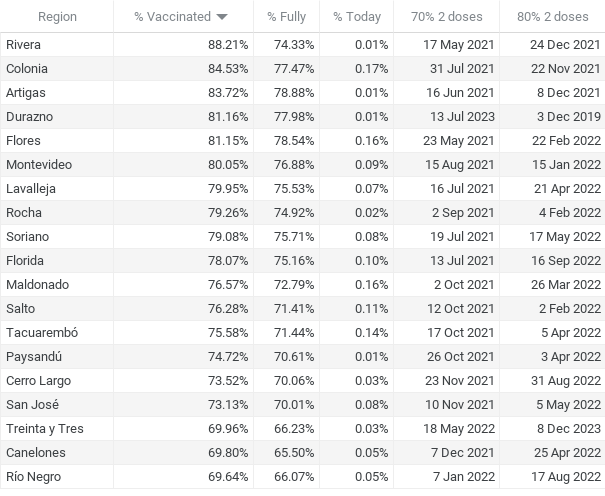 Region % Vaccinated % Fully % Today 70% 2 doses 80% 2 doses
Rivera 88.21% 74.33% 0.01% 17 May 2021 24 Dec 2021
Colonia 84.53% 77.47% 0.17% 31 Jul 2021 22 Nov 2021
Artigas 83.72% 78.88% 0.01% 16 Jun 2021 8 Dec 2021
Durazno 81.16% 77.98% 0.01% 13 Jul 2023 3 Dec 2019
Flores 81.15% 78.54% 0.16% 23 May 2021 22 Feb 2022
Montevideo 80.05% 76.88% 0.09% 15 Aug 2021 15 Jan 2022
Lavalleja 79.95% 75.53% 0.07% 16 Jul 2021 21 Apr 2022
Rocha 79.26% 74.92% 0.02% 2 Sep 2021 4 Feb 2022
Soriano 79.08% 75.71% 0.08% 19 Jul 2021 17 May 2022
Florida 78.07% 75.16% 0.10% 13 Jul 2021 16 Sep 2022
Maldonado 76.57% 72.79% 0.16% 2 Oct 2021 26 Mar 2022
Salto 76.28% 71.41% 0.11% 12 Oct 2021 2 Feb 2022
Tacuarembó 75.58% 71.44% 0.14% 17 Oct 2021 5 Apr 2022
Paysandú 74.72% 70.61% 0.01% 26 Oct 2021 3 Apr 2022
Cerro Largo 73.52% 70.06% 0.03% 23 Nov 2021 31 Aug 2022
San José 73.13% 70.01% 0.08% 10 Nov 2021 5 May 2022
Treinta y Tres 69.96% 66.23% 0.03% 18 May 2022 8 Dec 2023
Canelones 69.80% 65.50% 0.05% 7 Dec 2021 25 Apr 2022
Río Negro 69.64% 66.07% 0.05% 7 Jan 2022 17 Aug 2022